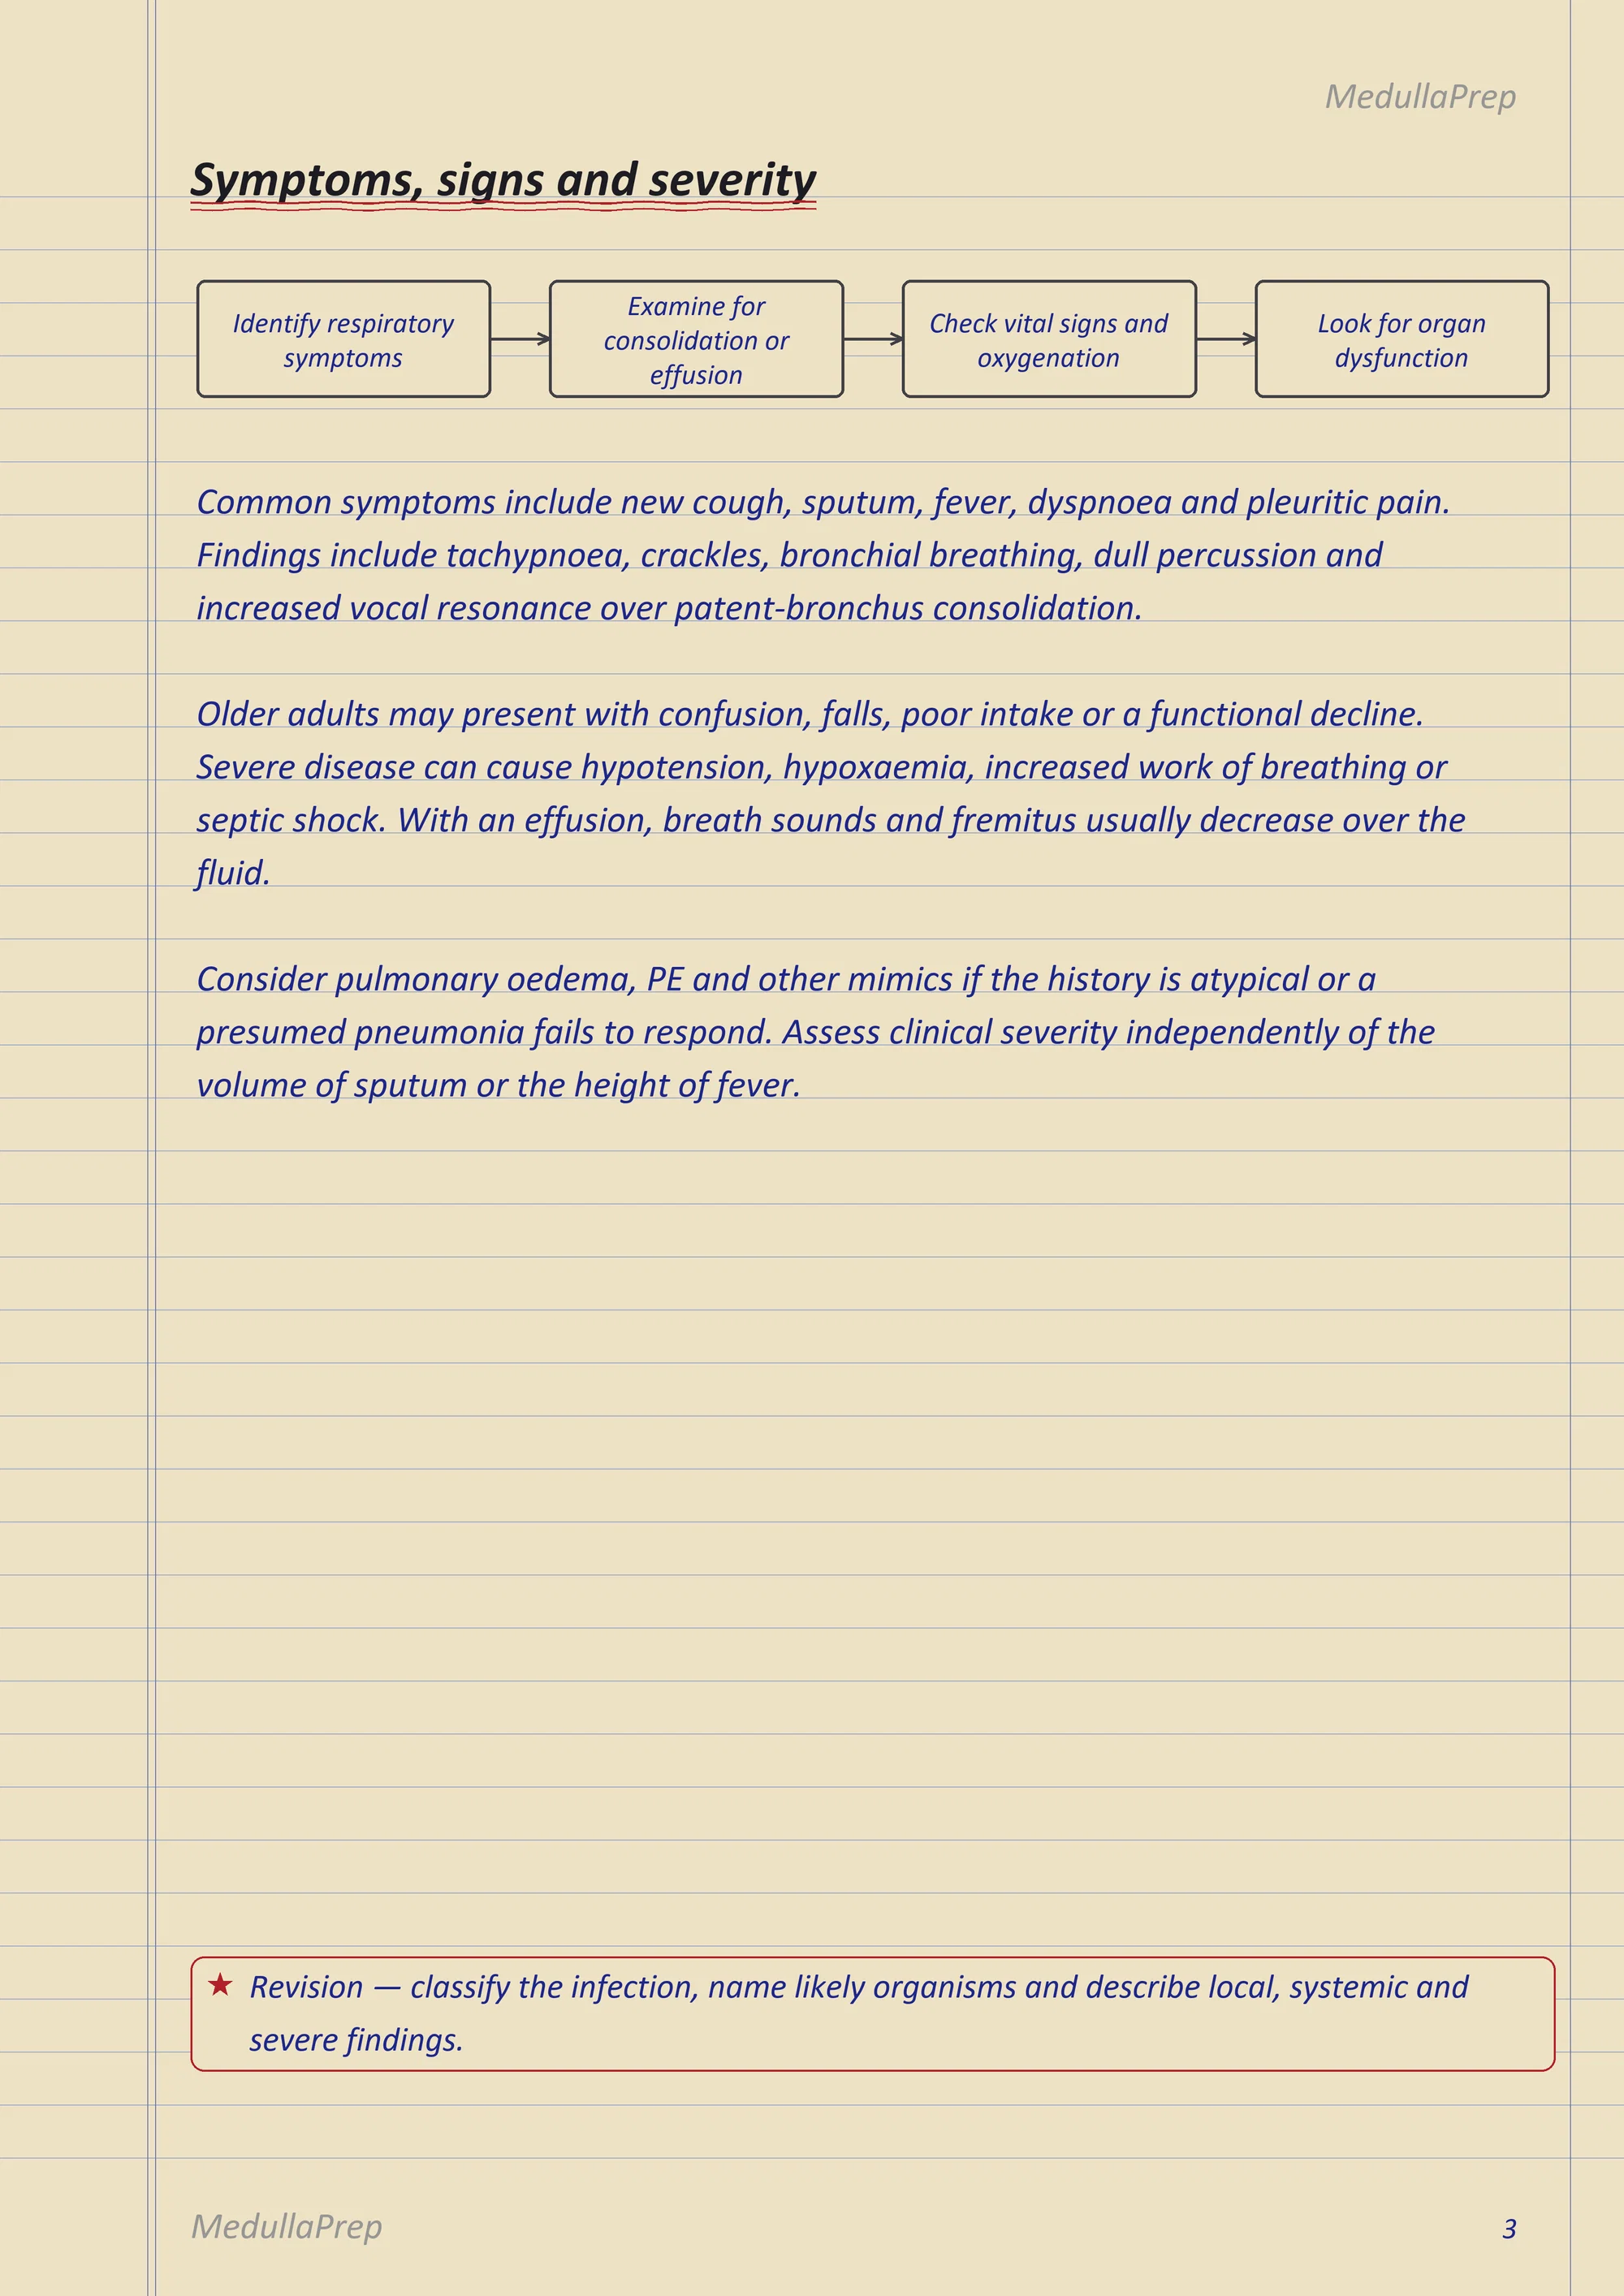 MedullaPrep
Symptoms, signs and severity
Identify respiratory
symptoms
Examine for
consolidation or
effusion
Check vital signs and
oxygenation
Look for organ
dysfunction
Common symptoms include new cough, sputum, fever, dyspnoea and pleuritic pain.
Findings include tachypnoea, crackles, bronchial breathing, dull percussion and
increased vocal resonance over patent-bronchus consolidation.
Older adults may present with confusion, falls, poor intake or a functional decline.
Severe disease can cause hypotension, hypoxaemia, increased work of breathing or
septic shock. With an effusion, breath sounds and fremitus usually decrease over the
fluid.
Consider pulmonary oedema, PE and other mimics if the history is atypical or a
presumed pneumonia fails to respond. Assess clinical severity independently of the
volume of sputum or the height of fever.
★ Revision — classify the infection, name likely organisms and describe local, systemic and
severe findings.
MedullaPrep
3